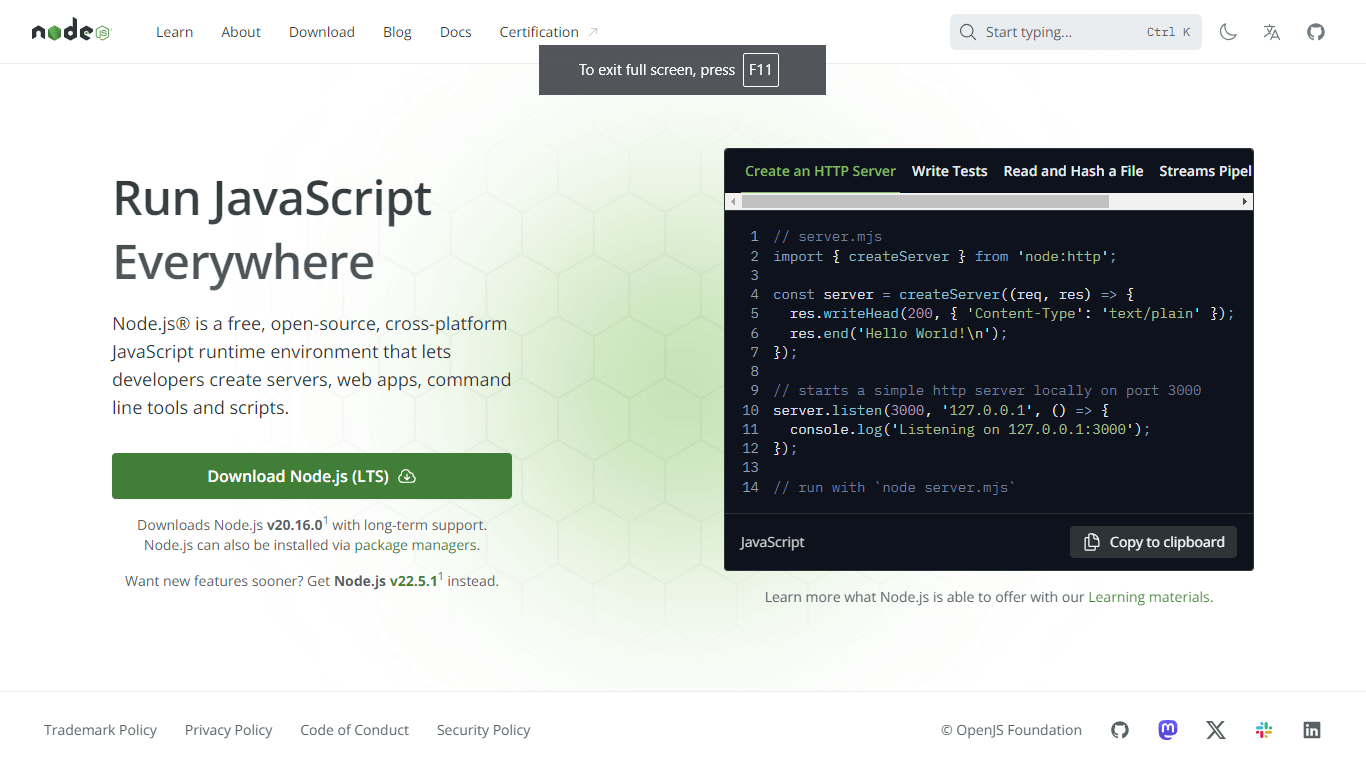 node JS
Learn About Download Blog Docs Certification
Start typing... Ctrl K
To exit full screen, press F11
Run JavaScript
Everywhere
Node.js® is a free, open-source, cross-platform
JavaScript runtime environment that lets
developers create servers, web apps, command
line tools and scripts.
Download Node.js (LTS)
Downloads Node.js v20.16.0¹ with long-term support.
Node.js can also be installed via package managers.
Want new features sooner? Get Node.js v22.5.1¹ instead.
Create an HTTP Server Write Tests Read and Hash a File Streams Pipel
1 // server.mjs
2 import { createServer } from 'node:http';
3
4 const server = createServer((req, res) => {
5   res.writeHead(200, { 'Content-Type': 'text/plain' });
6   res.end('Hello World!\n');
7 });
8
9 // starts a simple http server locally on port 3000
10 server.listen(3000, '127.0.0.1', () => {
11   console.log('Listening on 127.0.0.1:3000');
12 });
13
14 // run with `node server.mjs`
JavaScript
Copy to clipboard
Learn more what Node.js is able to offer with our Learning materials.
Trademark Policy Privacy Policy Code of Conduct Security Policy
© OpenJS Foundation